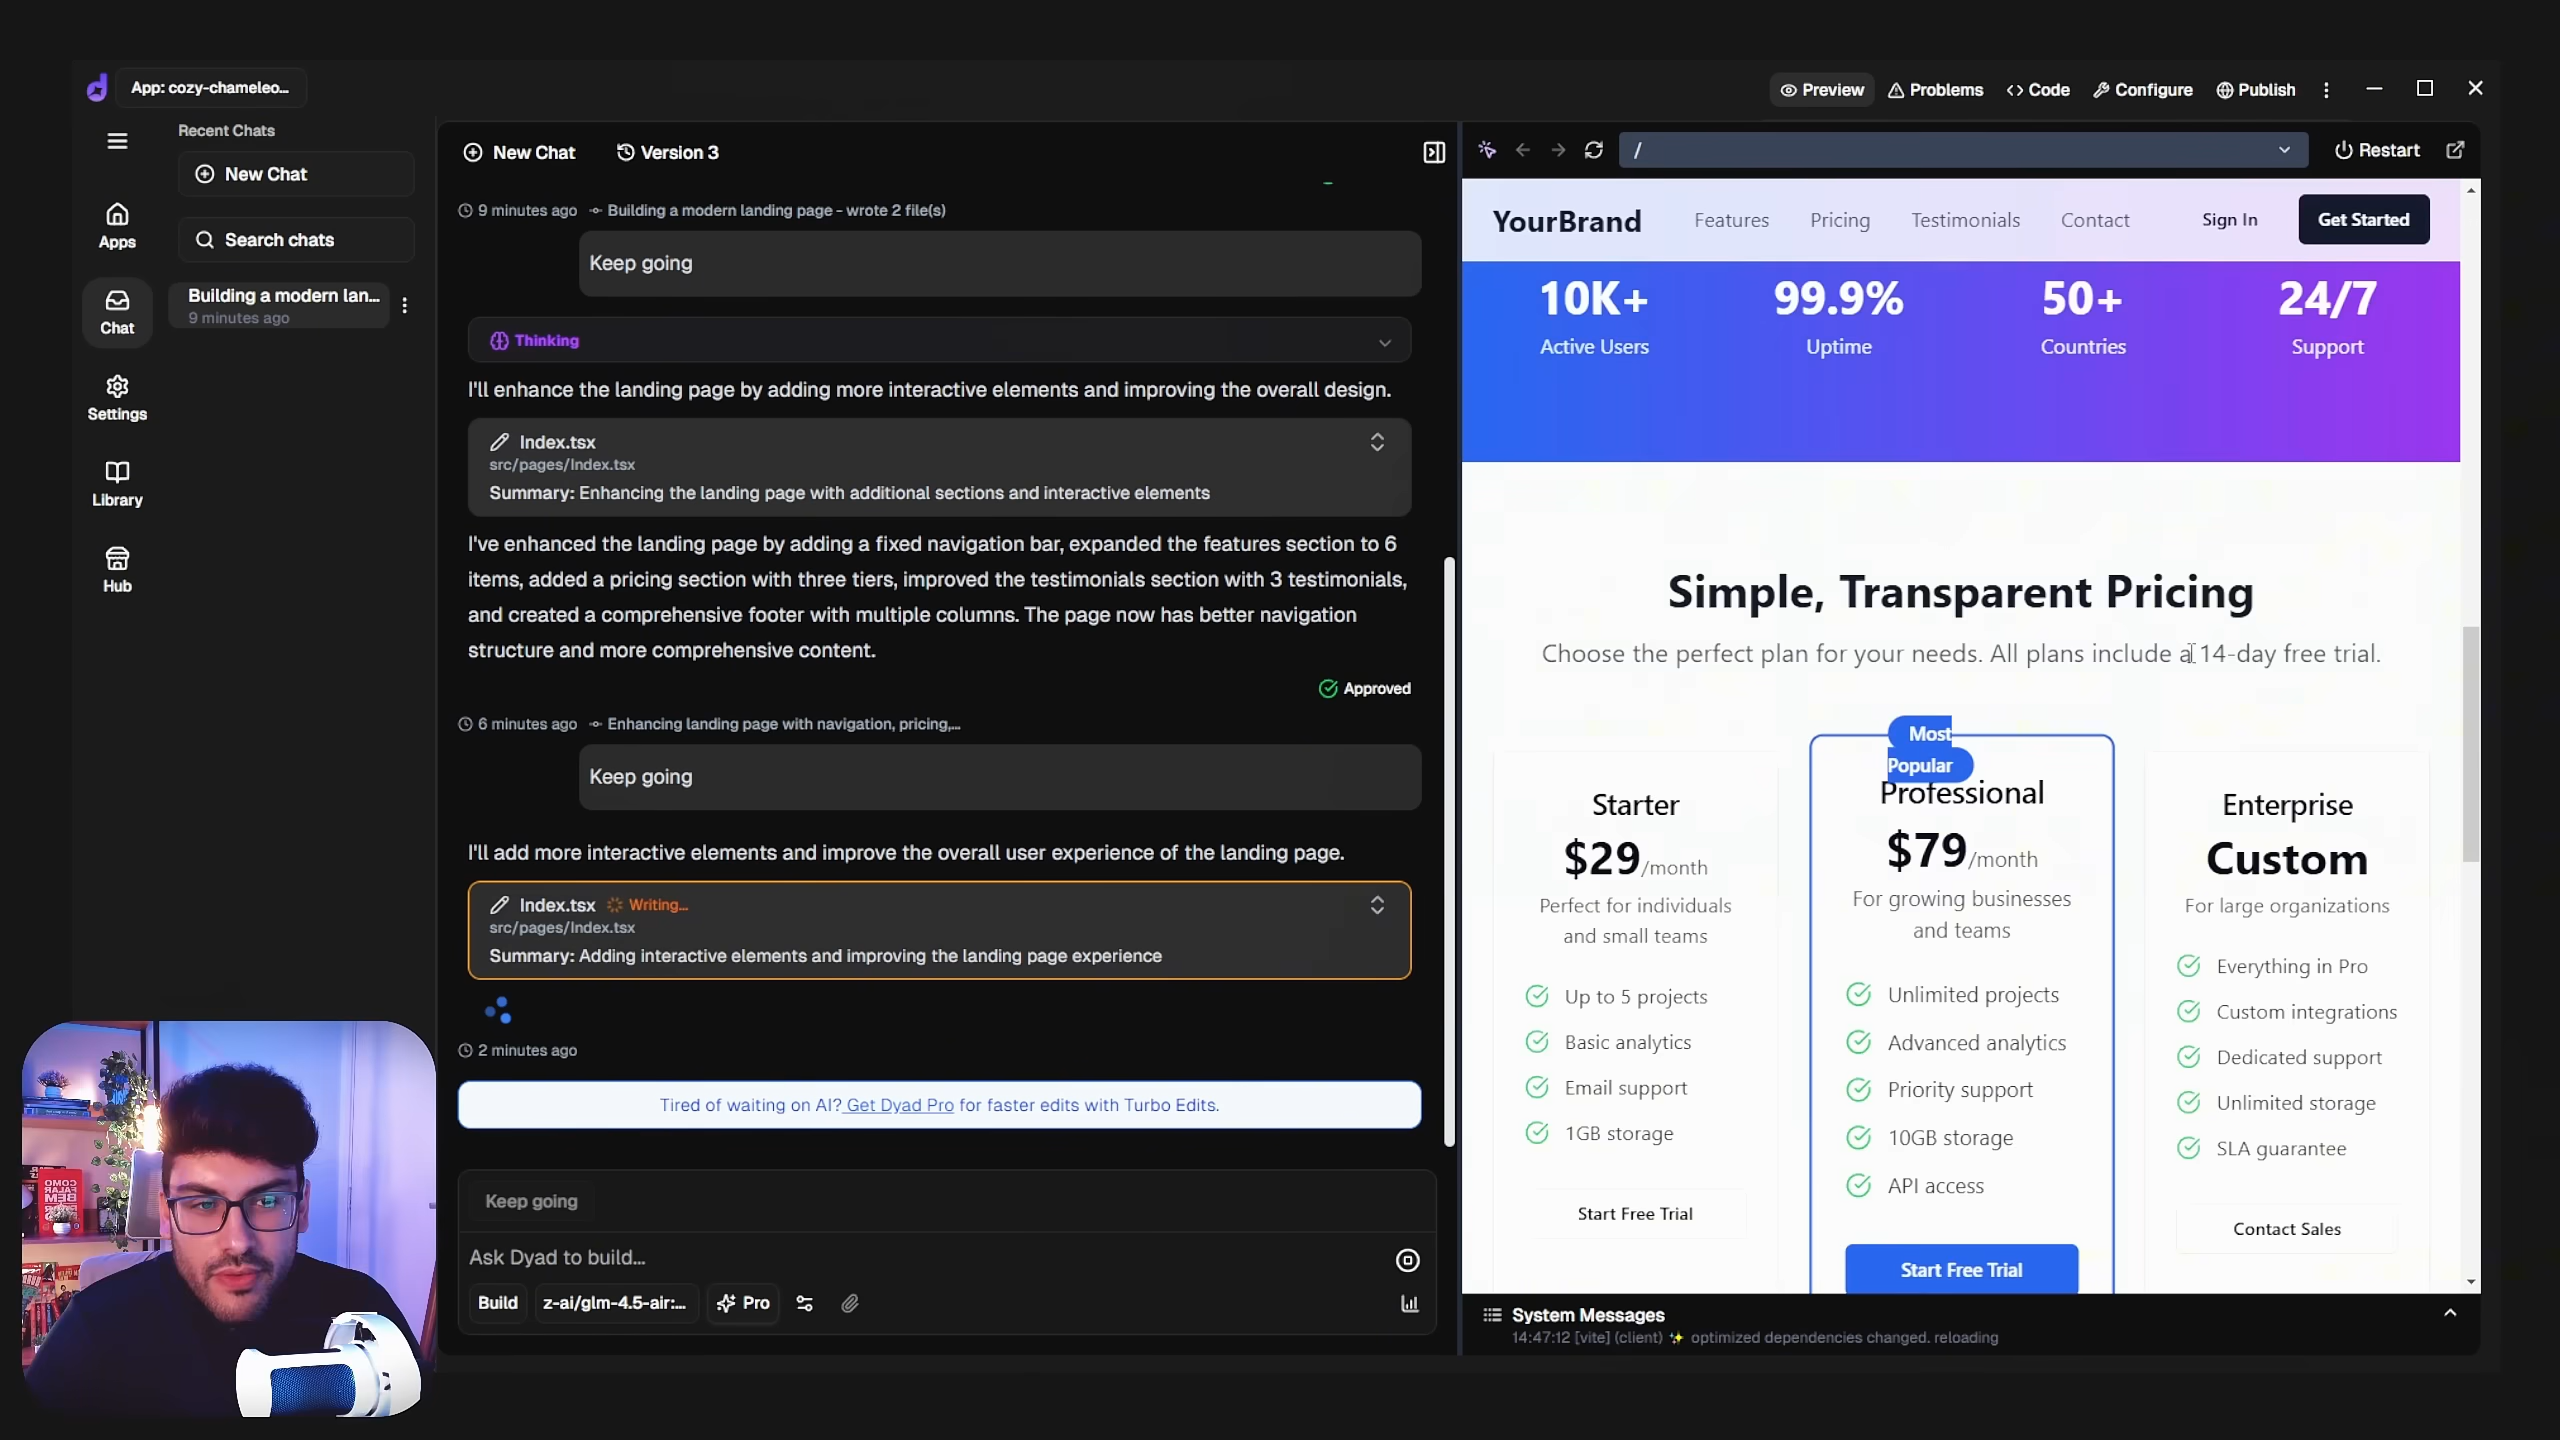 App: cozy-chameleo...
Preview
Problems
Code
Configure
Publish
Recent Chats
New Chat
Search chats
Building a modern lan...
9 minutes ago
Apps
Chat
Settings
Library
Hub
New Chat
Version 3
9 minutes ago
Building a modern landing page - wrote 2 file(s)
Keep going
Thinking
I'll enhance the landing page by adding more interactive elements and improving the overall design.
Index.tsx
src/pages/Index.tsx
Summary: Enhancing the landing page with additional sections and interactive elements
I've enhanced the landing page by adding a fixed navigation bar, expanded the features section to 6
items, added a pricing section with three tiers, improved the testimonials section with 3 testimonials,
and created a comprehensive footer with multiple columns. The page now has better navigation
structure and more comprehensive content.
Approved
6 minutes ago
Enhancing landing page with navigation, pricing,...
Keep going
I'll add more interactive elements and improve the overall user experience of the landing page.
Index.tsx
Writing...
src/pages/Index.tsx
Summary: Adding interactive elements and improving the landing page experience
2 minutes ago
Tired of waiting on AI? Get Dyad Pro for faster edits with Turbo Edits.
Keep going
Ask Dyad to build...
Build
z-ai/glm-4.5-air:...
Pro
/
Restart
YourBrand
Features
Pricing
Testimonials
Contact
Sign In
Get Started
10K+
Active Users
99.9%
Uptime
50+
Countries
24/7
Support
Simple, Transparent Pricing
Choose the perfect plan for your needs. All plans include a 14-day free trial.
Starter
$29/month
Perfect for individuals
and small teams
Up to 5 projects
Basic analytics
Email support
1GB storage
Start Free Trial
Most
Popular
Professional
$79/month
For growing businesses
and teams
Unlimited projects
Advanced analytics
Priority support
10GB storage
API access
Start Free Trial
Enterprise
Custom
For large organizations
Everything in Pro
Custom integrations
Dedicated support
Unlimited storage
SLA guarantee
Contact Sales
System Messages
14:47:12 [vite] (client) ✨ optimized dependencies changed. reloading
COMO
FALAR
BEM